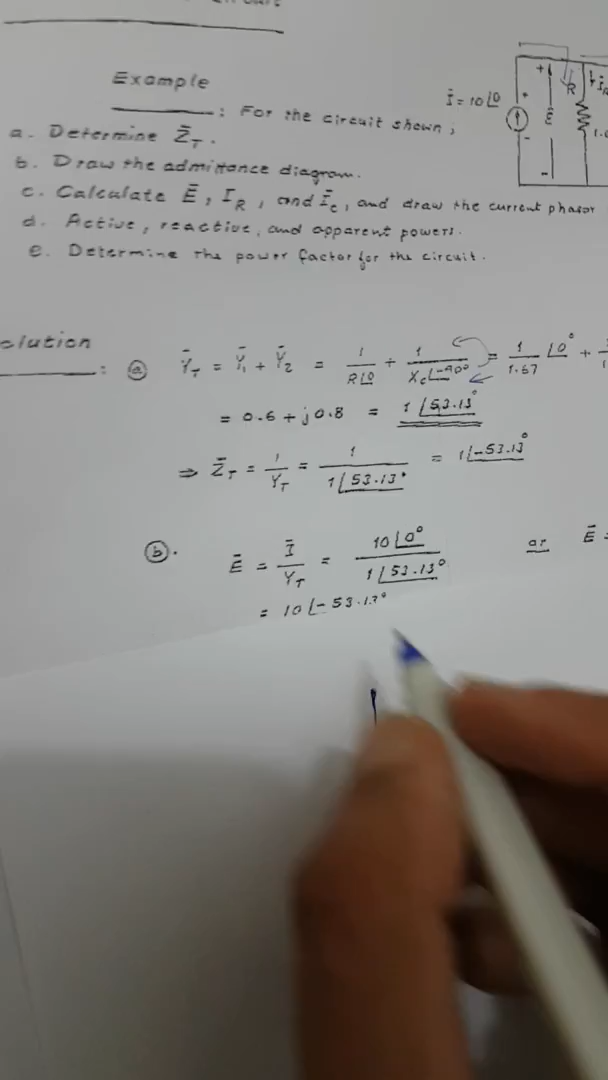 Example
: For the circuit shown;
Ī = 10∠0
+
+
R
Ē
-
-
a. Determine Z̄T.
b. Draw the admittance diagram.
c. Calculate Ē, IR, and Īc, and draw the current phasor
d. Active, reactive, and apparent powers.
e. Determine the power factor for the circuit.
olution
: (a) ȲT = Ȳ1 + Ȳ2 = 1/R∠0 + 1/Xc∠-90° = 1/1.67 ∠0° +
= 0.6 + j0.8 = 1∠53.13°
⇒ Z̄T = 1/YT = 1/1∠53.13° = 1∠-53.13°
(b). Ē = Ī/YT = 10∠0°/1∠53.13° or Ē =
= 10∠-53.13°